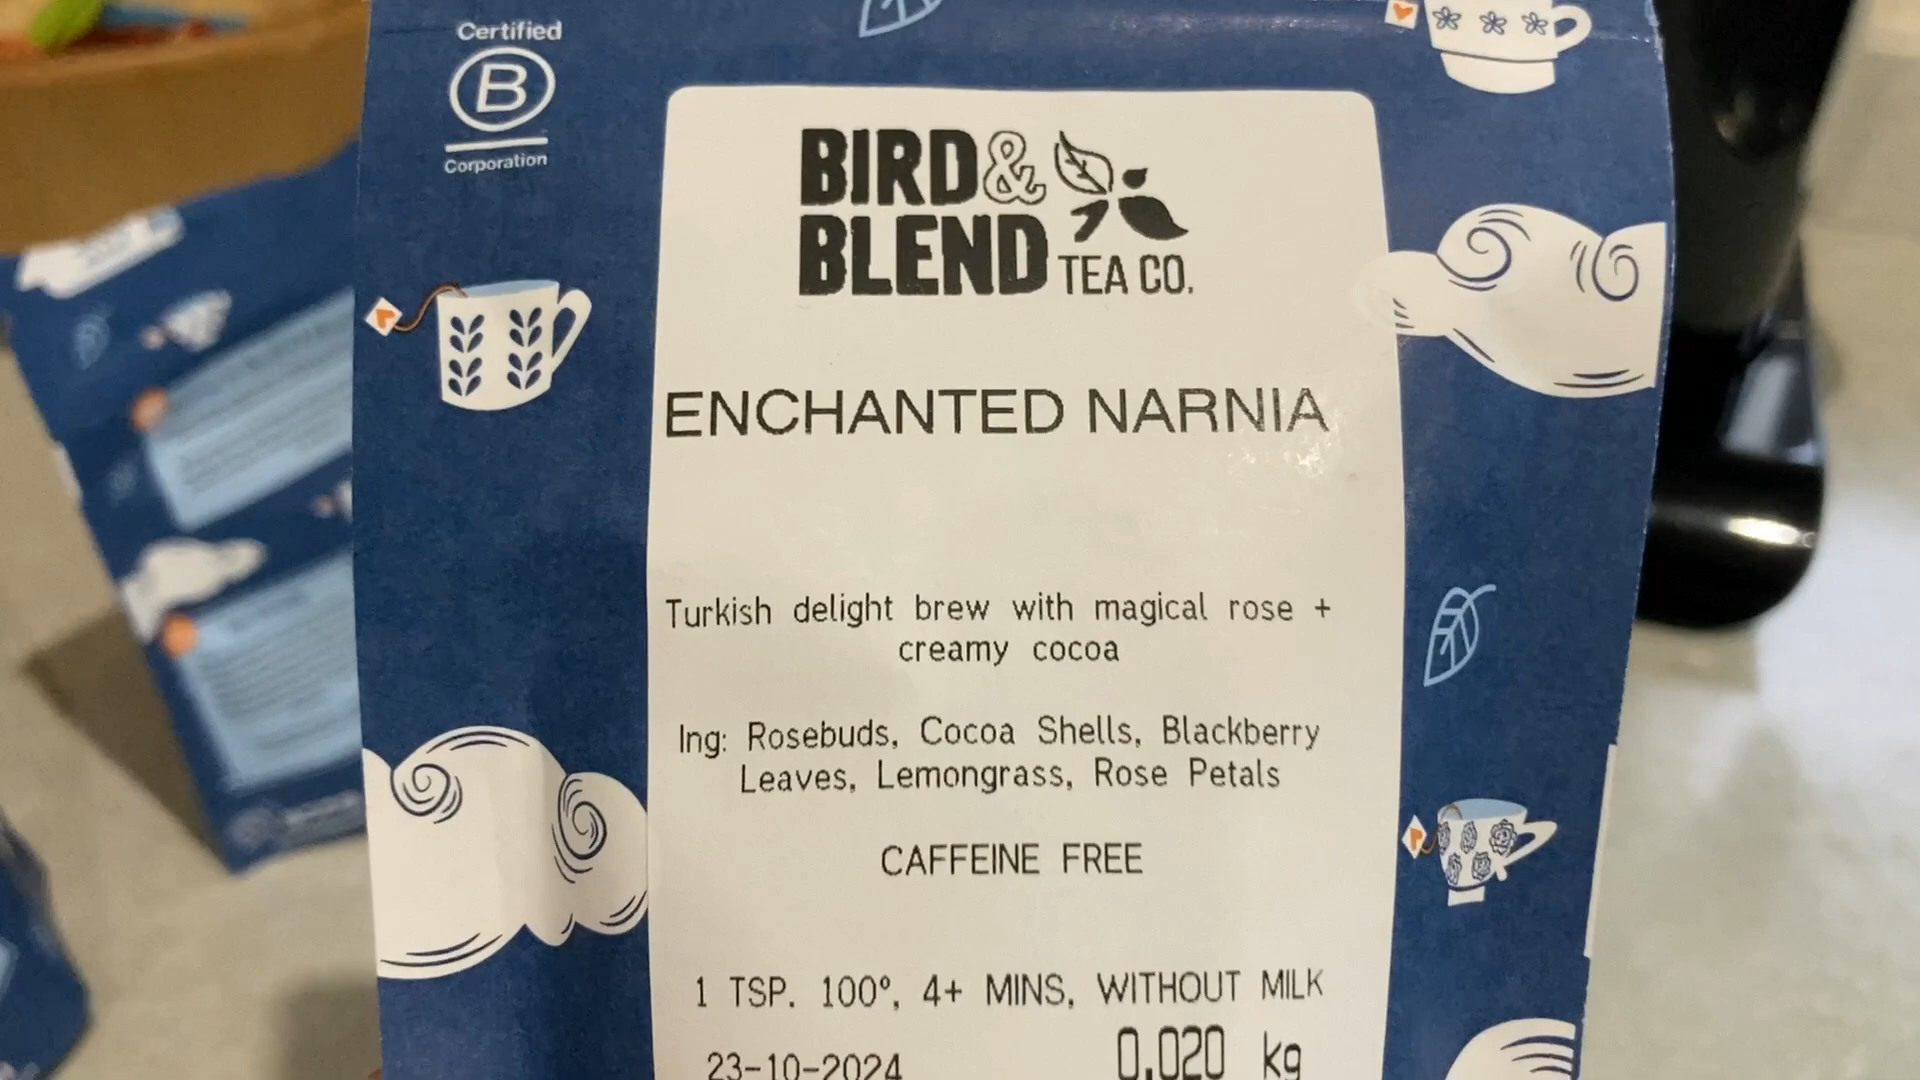 Certified
B
Corporation
BIRD &
BLEND
TEA CO.
ENCHANTED NARNIA
Turkish delight brew with magical rose +
creamy cocoa
Ing: Rosebuds, Cocoa Shells, Blackberry
Leaves, Lemongrass, Rose Petals
CAFFEINE FREE
1 TSP. 100º, 4+ MINS, WITHOUT MILK
23-10-2024 0.020 kg